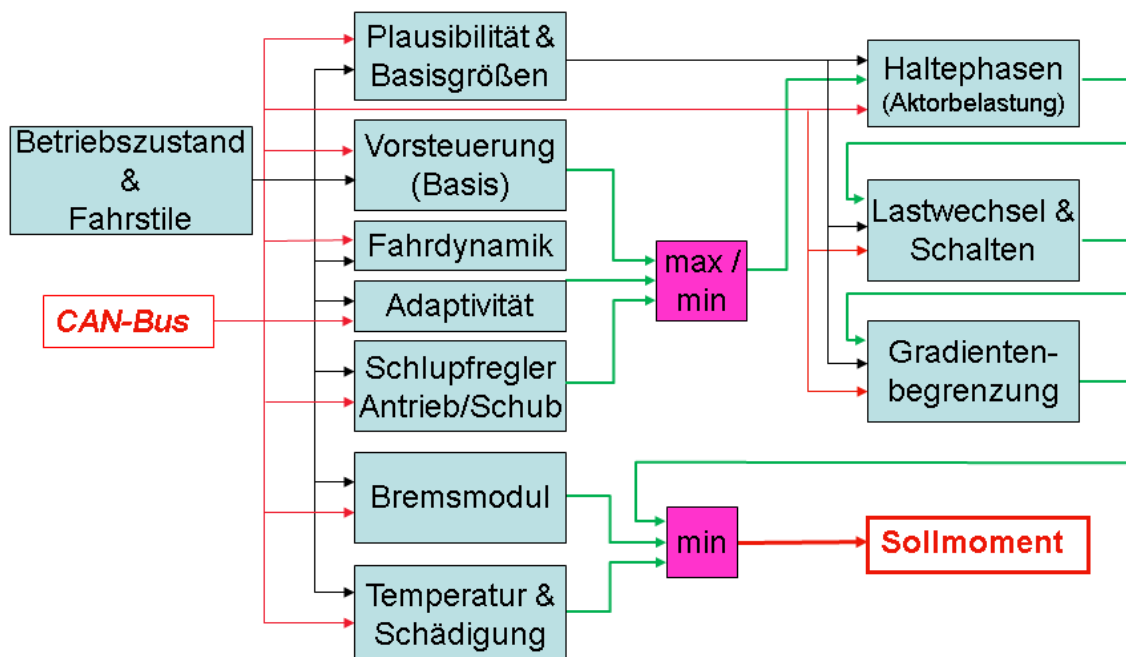 Betriebszustand
&
Fahrstile
CAN-Bus
Plausibilität &
Basisgrößen
Vorsteuerung
(Basis)
Fahrdynamik
Adaptivität
Schlupfregler
Antrieb/Schub
Bremsmodul
Temperatur &
Schädigung
max /
min
min
Haltephasen
(Aktorbelastung)
Lastwechsel &
Schalten
Gradienten-
begrenzung
Sollmoment